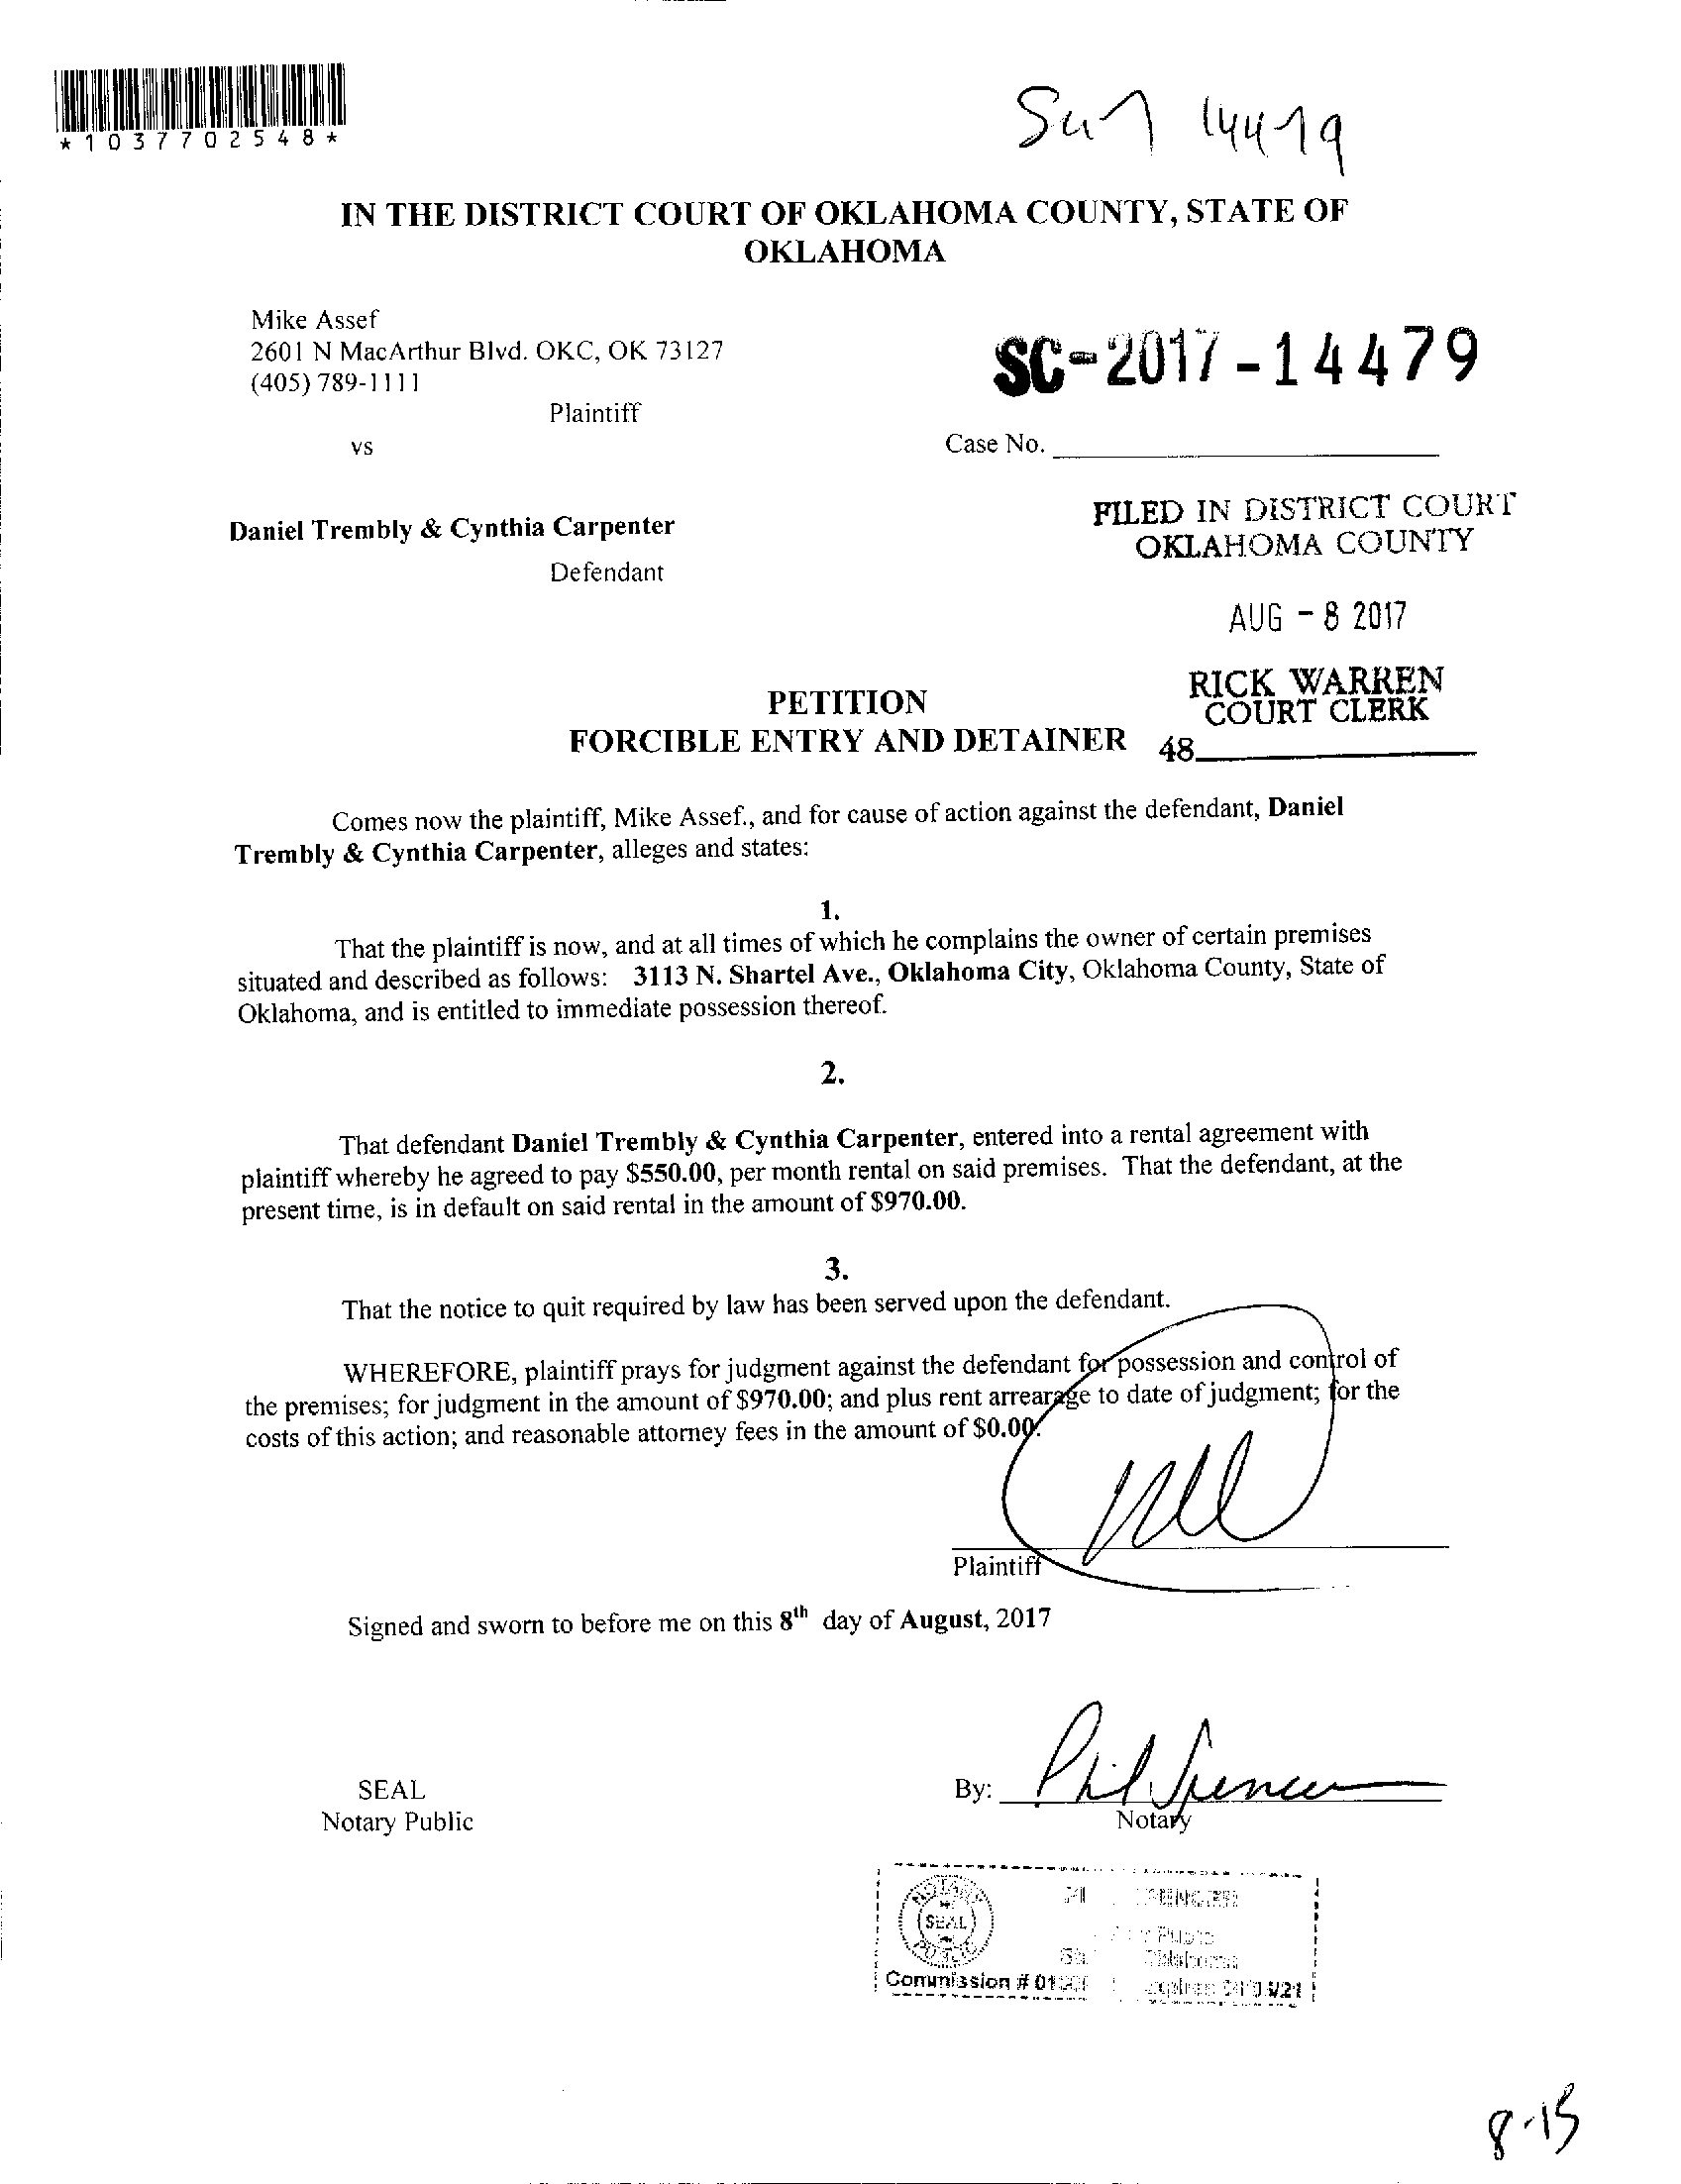 *1037702548*
IN THE DISTRICT COURT OF OKLAHOMA COUNTY, STATE OF
OKLAHOMA
Mike Assef
2601 N MacArthur Blvd. OKC, OK 73127
(405) 789-1111
Plaintiff
SC-2017-14479
vs
Case No.
Daniel Trembly & Cynthia Carpenter
Defendant
FILED IN DISTRICT COURT
OKLAHOMA COUNTY
AUG - 8 2017
RICK WARREN
COURT CLERK
48
PETITION
FORCIBLE ENTRY AND DETAINER
Comes now the plaintiff, Mike Assef., and for cause of action against the defendant, Daniel
Trembly & Cynthia Carpenter, alleges and states:
1.
That the plaintiff is now, and at all times of which he complains the owner of certain premises
situated and described as follows: 3113 N. Shartel Ave., Oklahoma City, Oklahoma County, State of
Oklahoma, and is entitled to immediate possession thereof.
2.
That defendant Daniel Trembly & Cynthia Carpenter, entered into a rental agreement with
plaintiff whereby he agreed to pay $550.00, per month rental on said premises. That the defendant, at the
present time, is in default on said rental in the amount of $970.00.
3.
That the notice to quit required by law has been served upon the defendant.
WHEREFORE, plaintiff prays for judgment against the defendant for possession and control of
the premises; for judgment in the amount of $970.00; and plus rent arrearage to date of judgment; for the
costs of this action; and reasonable attorney fees in the amount of $0.00.
Plaintiff
Signed and sworn to before me on this 8th day of August, 2017
SEAL
Notary Public
By: Phil Spencer
Notary
NOTARY
SEAL
PUBLIC
Commission #
8-15